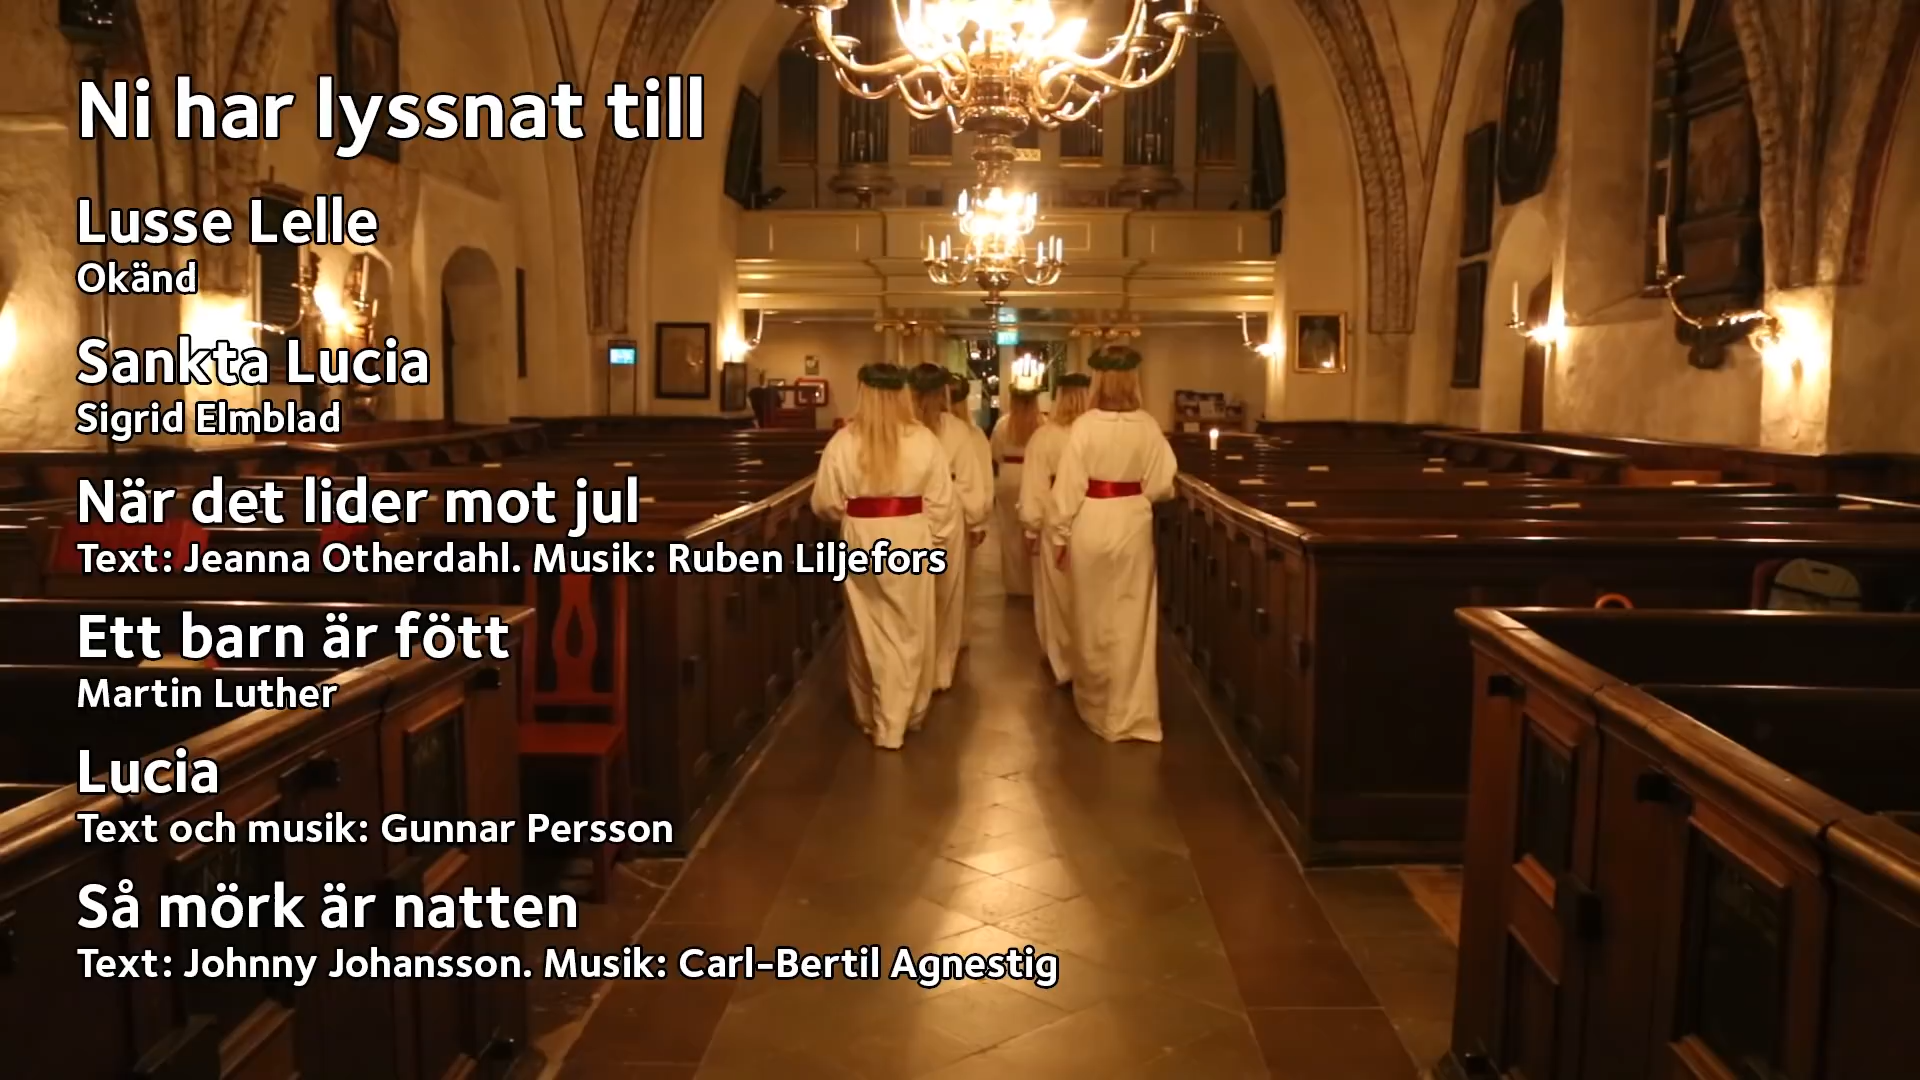 Ni har lyssnat till
Lusse Lelle
Okänd
Sankta Lucia
Sigrid Elmblad
När det lider mot jul
Text: Jeanna Otherdahl. Musik: Ruben Liljefors
Ett barn är fött
Martin Luther
Lucia
Text och musik: Gunnar Persson
Så mörk är natten
Text: Johnny Johansson. Musik: Carl-Bertil Agnestig